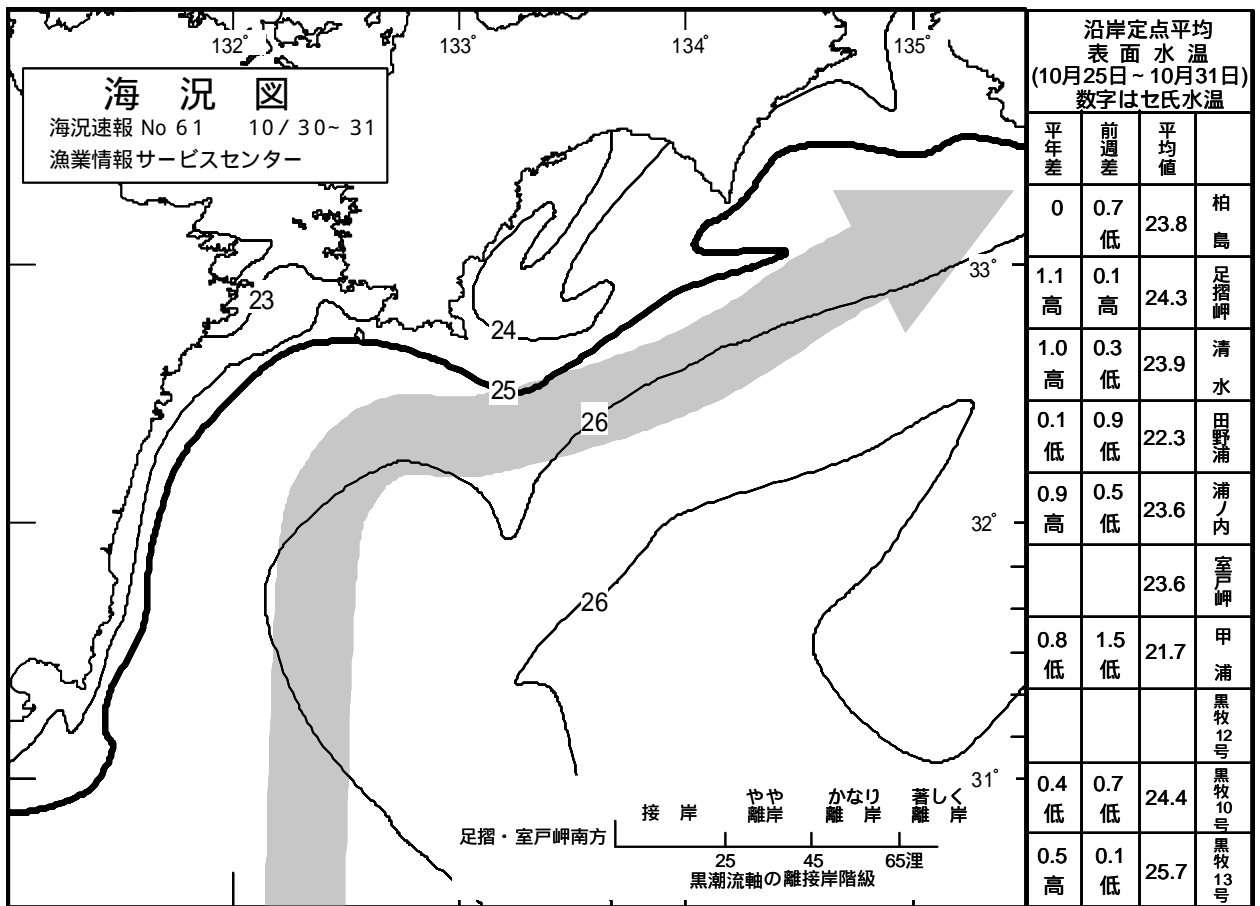 132°
133°
134°
135°
海況図
海況速報 No 61 10/30~31
漁業情報サービスセンター
23
24
25
26
26
33°
32°
31°
接岸
やや離岸
かなり離岸
著しく離岸
足摺・室戸岬南方
25 45 65浬
黒潮流軸の離接岸階級
沿岸定点平均
表面水温
(10月25日~10月31日)
数字はセ氏水温
平年差 前週差 平均値
0 0.7低 23.8 柏島
1.1高 0.1高 24.3 足摺岬
1.0高 0.3低 23.9 清水
0.1低 0.9低 22.3 田野浦
0.9高 0.5低 23.6 浦ノ内
23.6 室戸岬
0.8低 1.5低 21.7 甲浦
黒牧12号
0.4低 0.7低 24.4 黒牧10号
0.5高 0.1低 25.7 黒牧13号